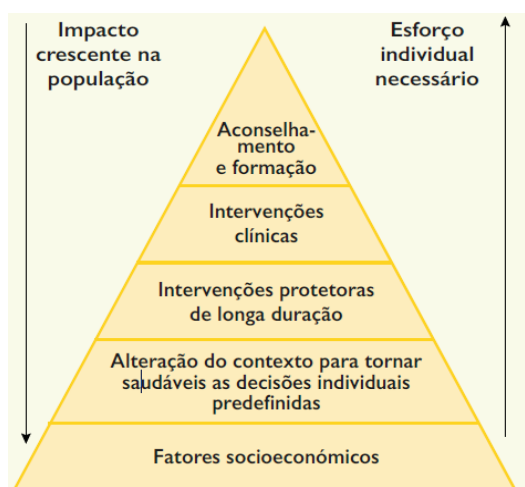 Impacto
crescente na
população
Esforço
individual
necessário
Aconselha-
mento
e formação
Intervenções
clínicas
Intervenções protetoras
de longa duração
Alteração do contexto para tornar
saudáveis as decisões individuais
predefinidas
Fatores socioeconómicos